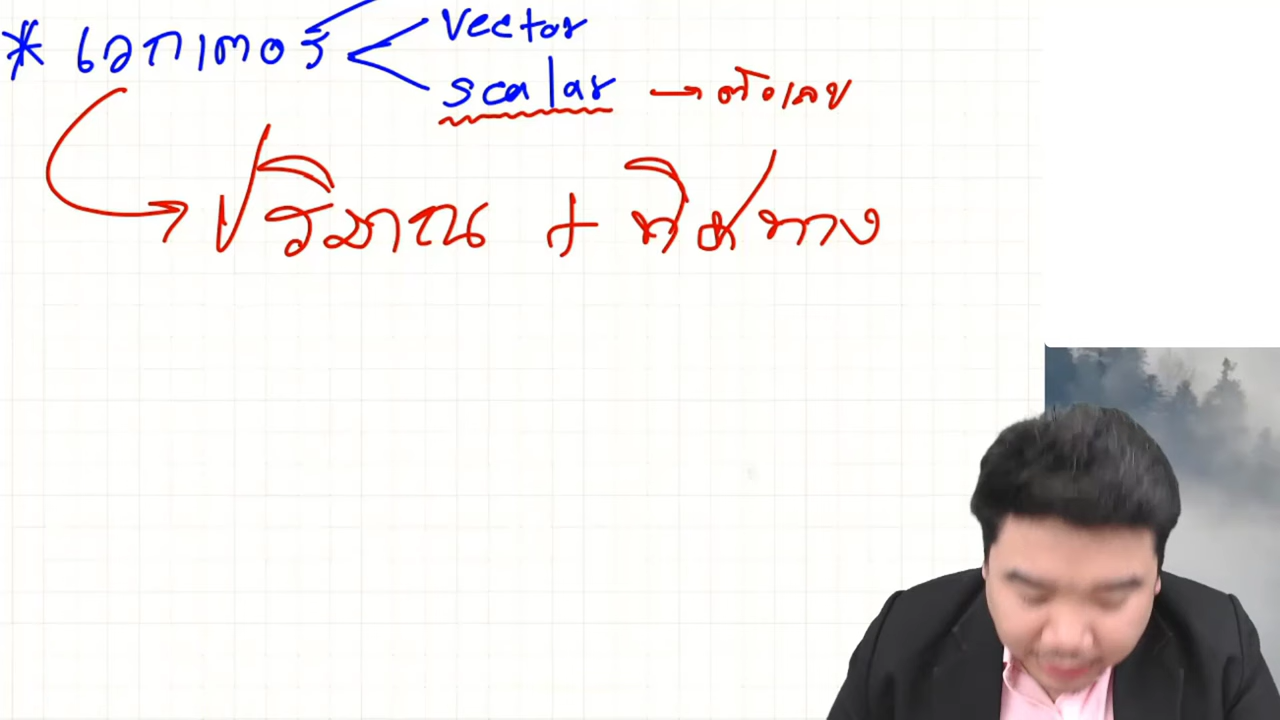 * เวกเตอร์ vector
scalar → ตัวเลข
→ ปริมาณ + ทิศทาง